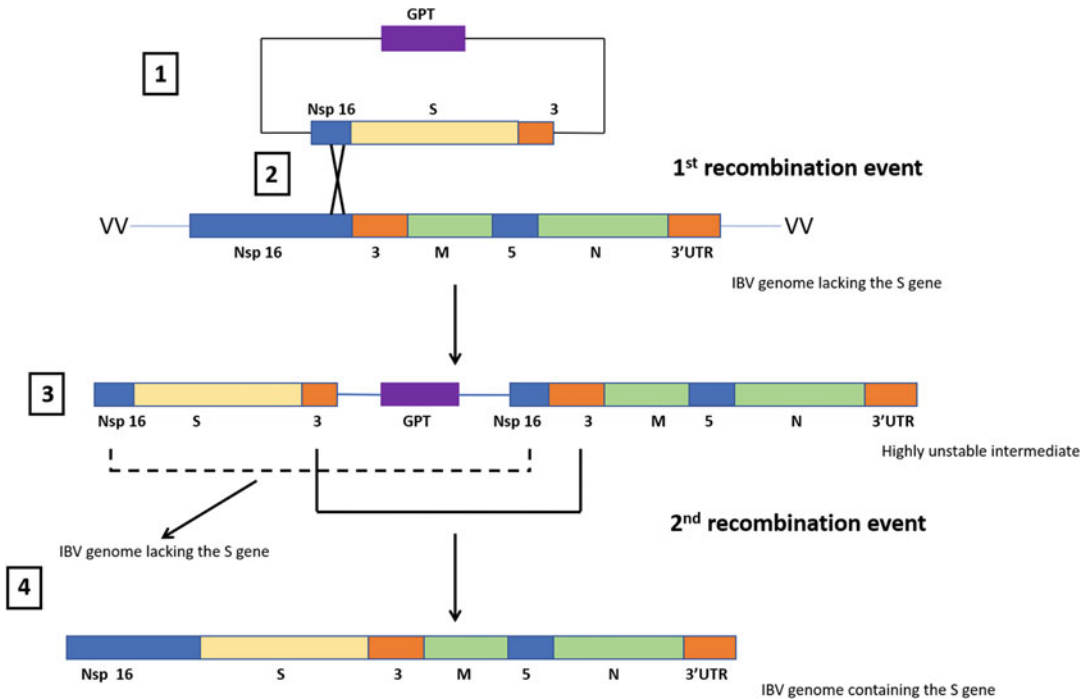 GPT
1
Nsp 16 S 3
2
1st recombination event
VV VV
Nsp 16 3 M 5 N 3'UTR
IBV genome lacking the S gene
3
Nsp 16 S 3 GPT Nsp 16 3 M 5 N 3'UTR
Highly unstable intermediate
2nd recombination event
IBV genome lacking the S gene
4
Nsp 16 S 3 M 5 N 3'UTR
IBV genome containing the S gene